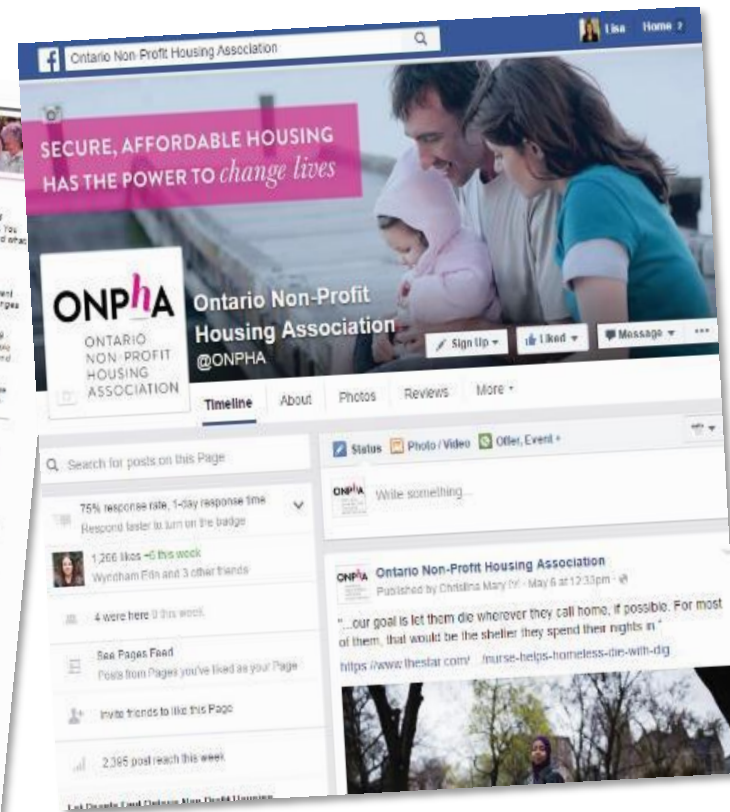 Ontario Non-Profit Housing Association
Lisa Home
SECURE, AFFORDABLE HOUSING
HAS THE POWER TO change lives
ONPhA
ONTARIO
NON-PROFIT
HOUSING
ASSOCIATION
Ontario Non-Profit
Housing Association
@ONPHA
Sign Up
Liked
Message
Timeline
About
Photos
Reviews
More
Search for posts on this Page
75% response rate, 1-day response time
Respond faster to turn on the badge
1,266 likes +6 this week
Wyndham Erin and 3 other friends
4 were here 0 this week
See Pages Feed
Posts from Pages you've liked as your Page
Invite friends to like this Page
2,395 post reach this week
Status
Photo / Video
Offer, Event +
ONPhA
Write something...
ONPhA
Ontario Non-Profit Housing Association
Published by Christina Mary · May 6 at 12:33pm
"...our goal is let them die wherever they call home, if possible. For most
of them, that would be the shelter they spend their nights in."
https://www.thestar.com/.../nurse-helps-homeless-die-with-dig